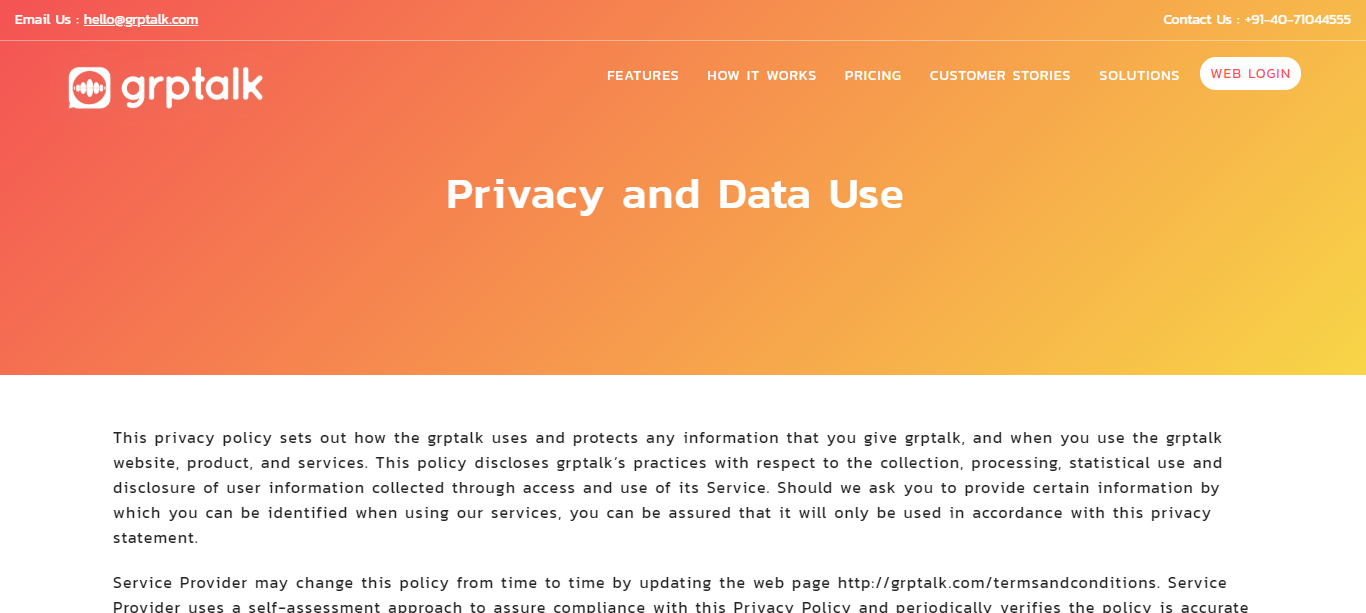 Email Us : hello@grptalk.com
Contact Us : +91-40-71044555
grptalk
FEATURES HOW IT WORKS PRICING CUSTOMER STORIES SOLUTIONS WEB LOGIN
Privacy and Data Use
This privacy policy sets out how the grptalk uses and protects any information that you give grptalk, and when you use the grptalk
website, product, and services. This policy discloses grptalk’s practices with respect to the collection, processing, statistical use and
disclosure of user information collected through access and use of its Service. Should we ask you to provide certain information by
which you can be identified when using our services, you can be assured that it will only be used in accordance with this privacy
statement.
Service Provider may change this policy from time to time by updating the web page http://grptalk.com/termsandconditions. Service
Provider uses a self-assessment approach to assure compliance with this Privacy Policy and periodically verifies the policy is accurate